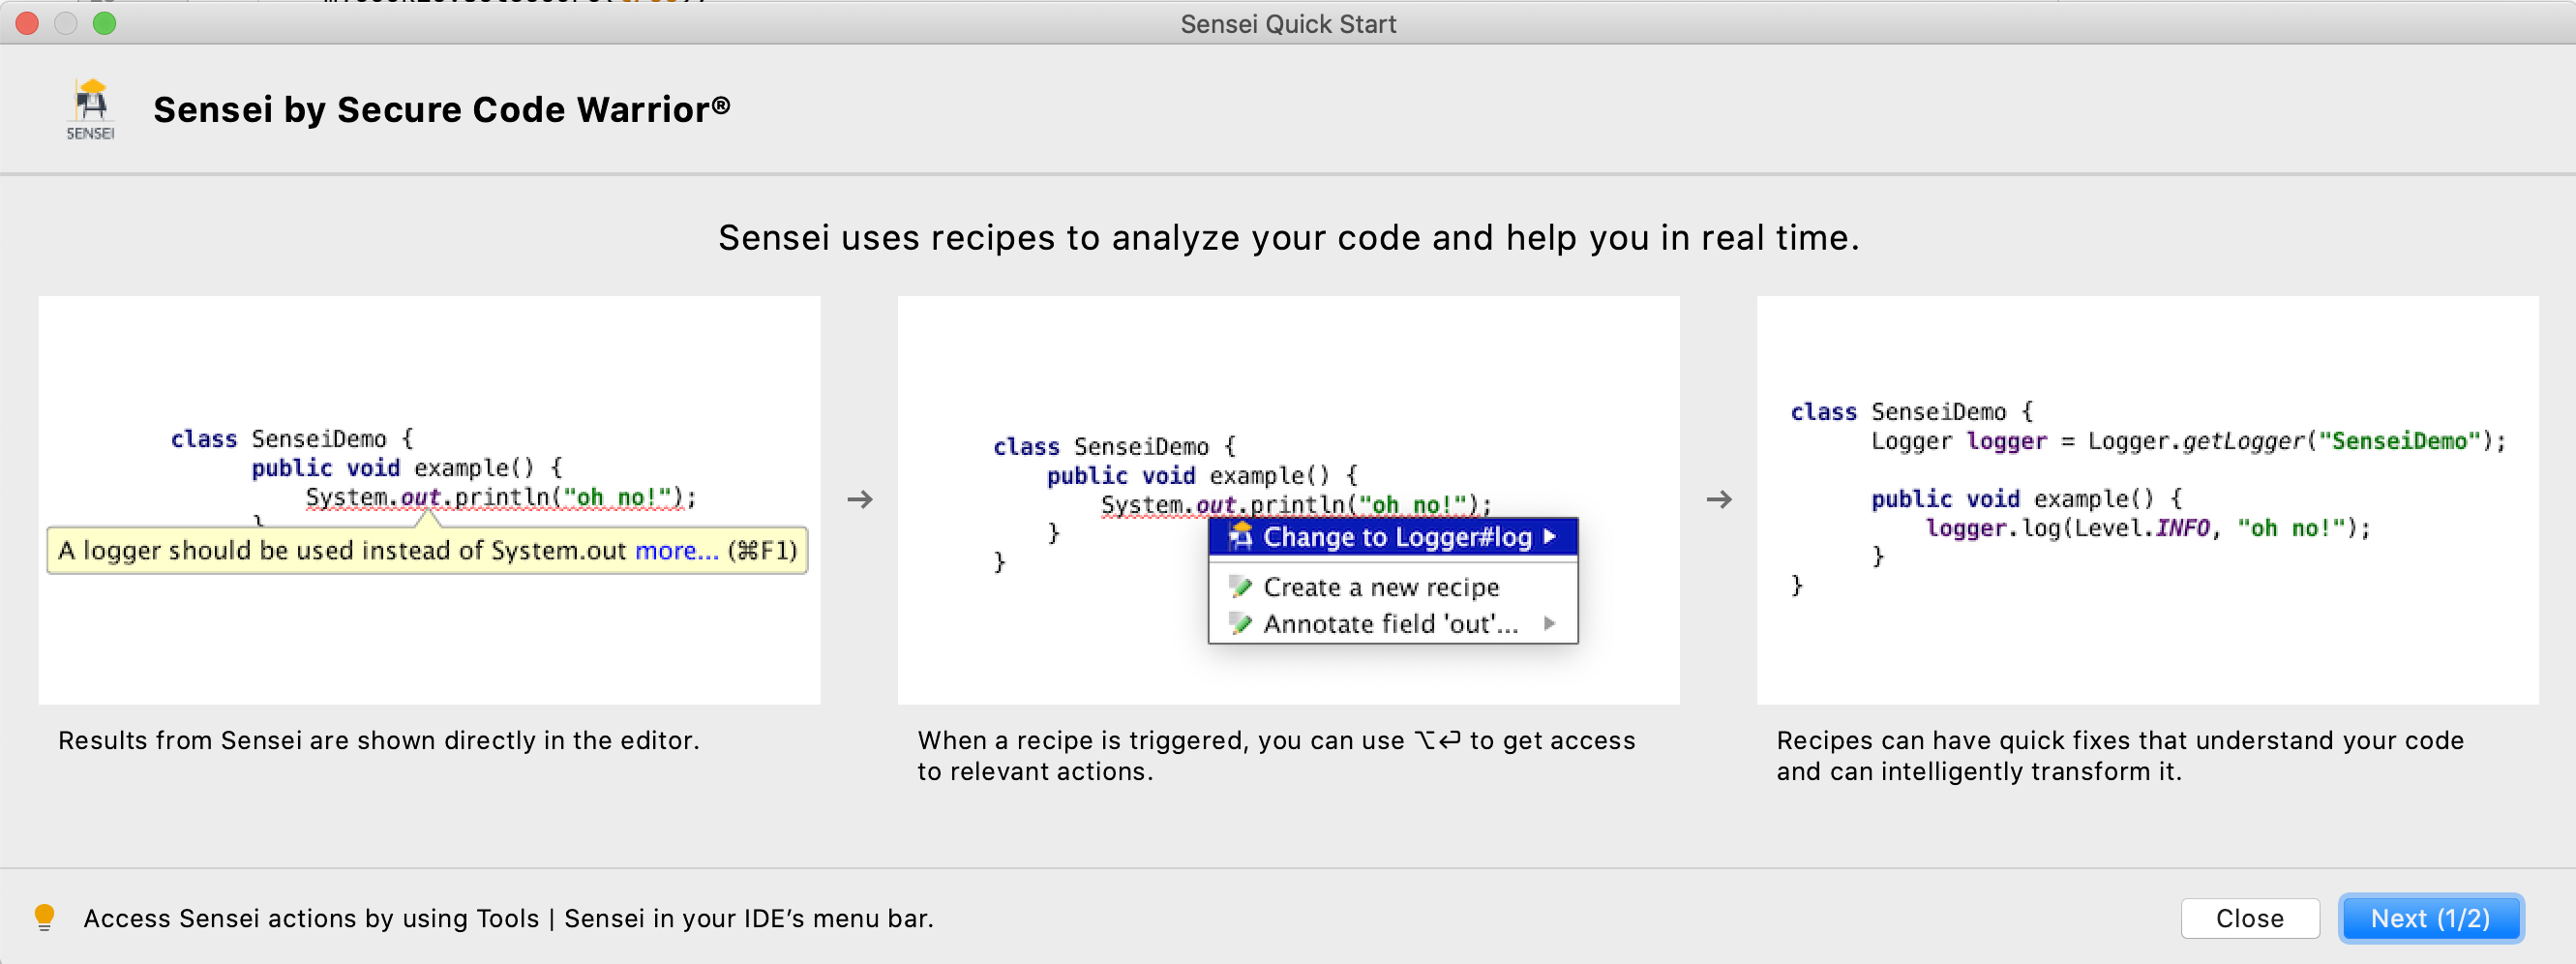 Sensei Quick Start
SENSEI
Sensei by Secure Code Warrior®
Sensei uses recipes to analyze your code and help you in real time.
class SenseiDemo {
public void example() {
System.out.println("oh no!");
A logger should be used instead of System.out more... (⌘F1)
Results from Sensei are shown directly in the editor.
→
class SenseiDemo {
public void example() {
System.out.println("oh no!");
}
}
Change to Logger#log
Create a new recipe
Annotate field 'out'...
When a recipe is triggered, you can use ⌥⏎ to get access
to relevant actions.
→
class SenseiDemo {
Logger logger = Logger.getLogger("SenseiDemo");
public void example() {
logger.log(Level.INFO, "oh no!");
}
}
Recipes can have quick fixes that understand your code
and can intelligently transform it.
Access Sensei actions by using Tools | Sensei in your IDE’s menu bar.
Close
Next (1/2)